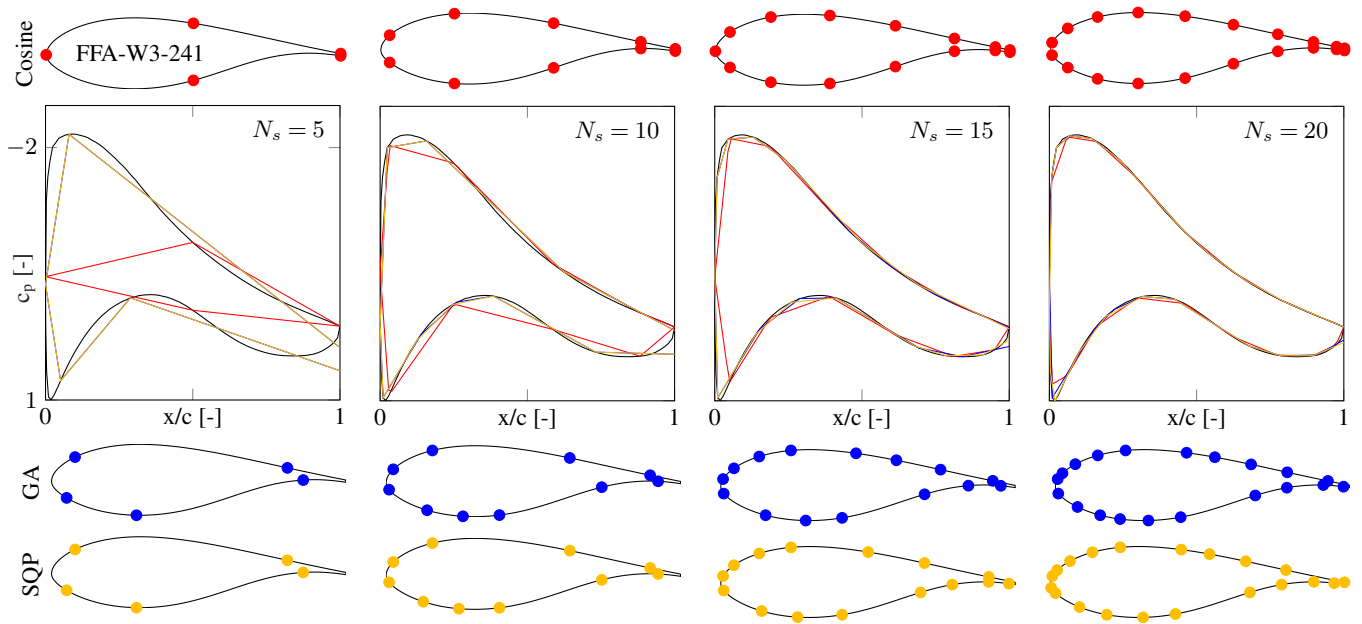 Cosine
FFA-W3-241
N_s = 5
N_s = 10
N_s = 15
N_s = 20
−2
c_p [-]
1
0 x/c [-] 1
0 x/c [-] 1
0 x/c [-] 1
0 x/c [-] 1
GA
SQP